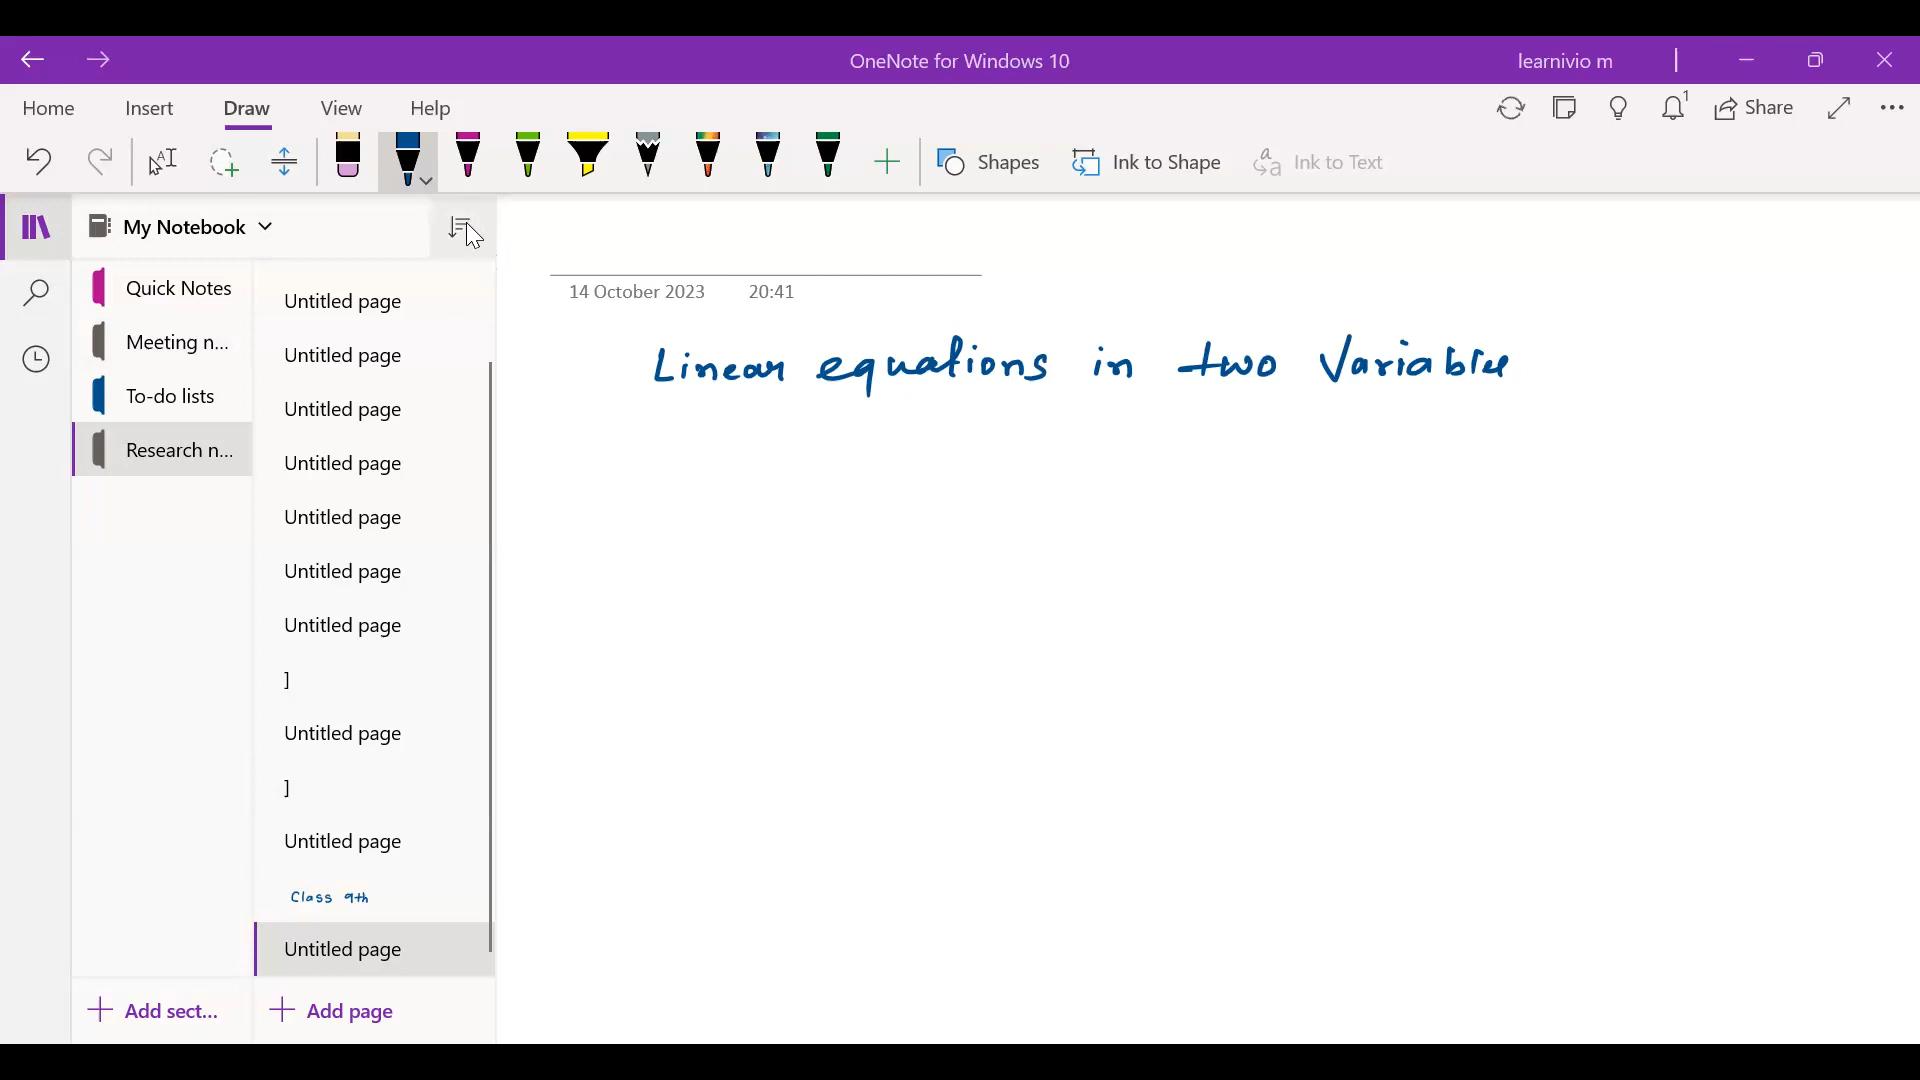 OneNote for Windows 10
learnivio m
Home Insert Draw View Help
1 Share
Shapes Ink to Shape Ink to Text
My Notebook
Quick Notes
Meeting n...
To-do lists
Research n...
Add sect...
Untitled page
Untitled page
Untitled page
Untitled page
Untitled page
Untitled page
Untitled page
]
Untitled page
]
Untitled page
Class 9th
Untitled page
Add page
14 October 2023 20:41
Linear equations in two Variables